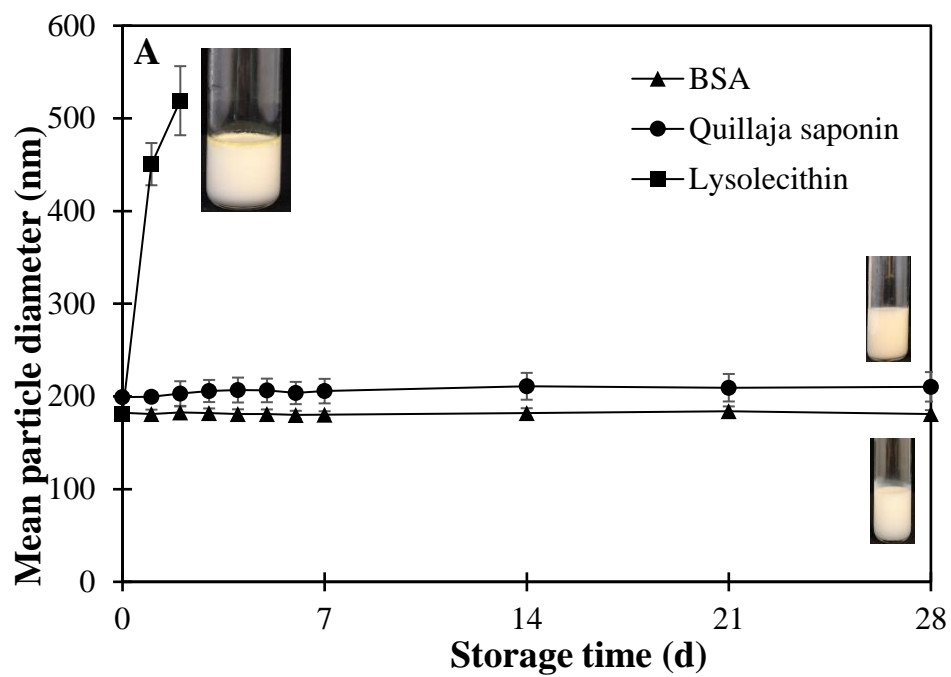 A
BSA
Quillaja saponin
Lysolecithin
600
500
400
300
200
100
0
Mean particle diameter (nm)
0 7 14 21 28
Storage time (d)